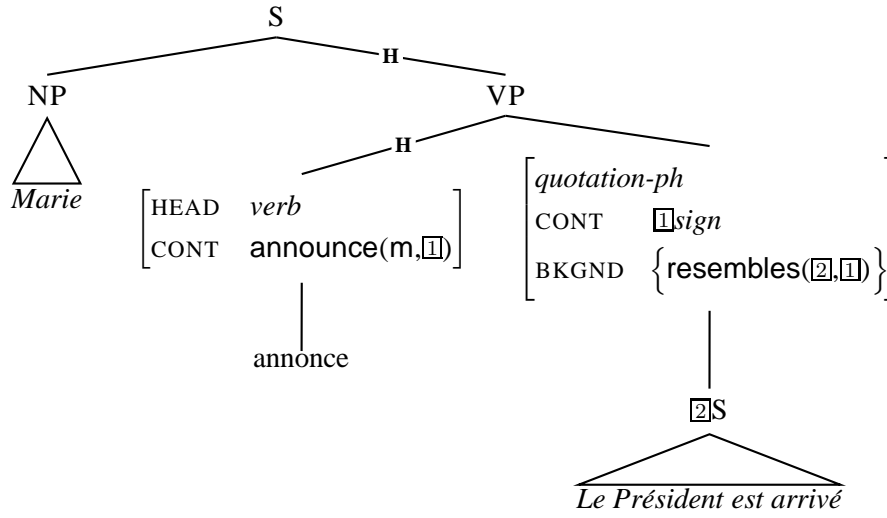 S
H
NP
VP
H
Marie
HEAD verb
CONT announce(m,1)
quotation-ph
CONT 1sign
BKGND {resembles(2,1)}
annonce
2S
Le Président est arrivé